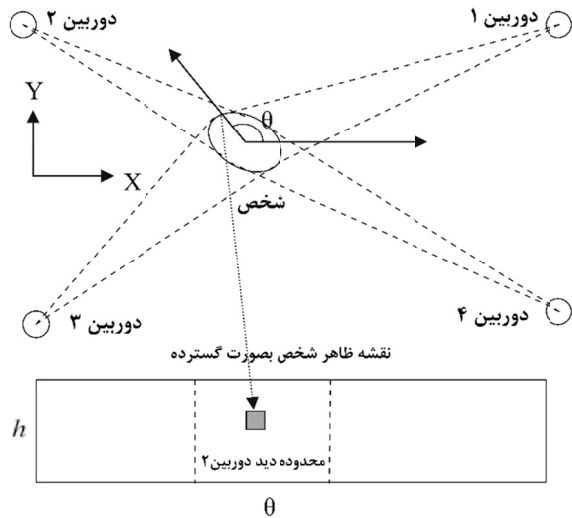 دوربین ۲
دوربین ۱
θ
Y
X
شخص
دوربین ۳
دوربین ۴
نقشه ظاهر شخص بصورت گسترده
h
محدوده دید دوربین۲
θ